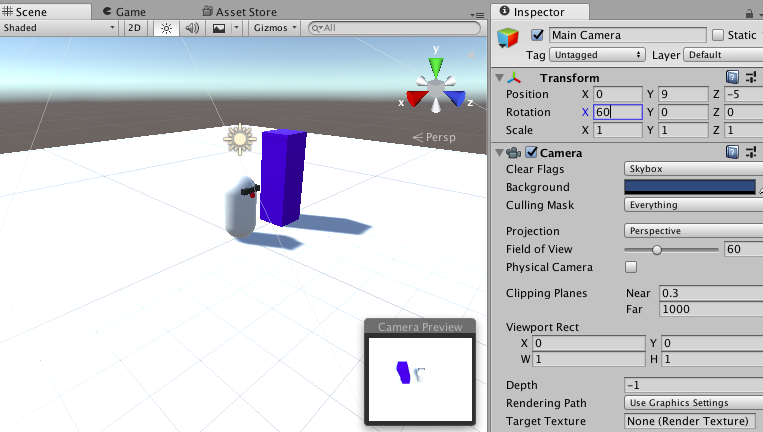 Scene Game Asset Store
Shaded 2D Gizmos All
y
x z
Persp
Camera Preview
Inspector
Main Camera Static
Tag Untagged Layer Default
Transform
Position X 0 Y 9 Z -5
Rotation X 60 Y 0 Z 0
Scale X 1 Y 1 Z 1
Camera
Clear Flags Skybox
Background
Culling Mask Everything
Projection Perspective
Field of View 60
Physical Camera
Clipping Planes Near 0.3
Far 1000
Viewport Rect
X 0 Y 0
W 1 H 1
Depth -1
Rendering Path Use Graphics Settings
Target Texture None (Render Texture)